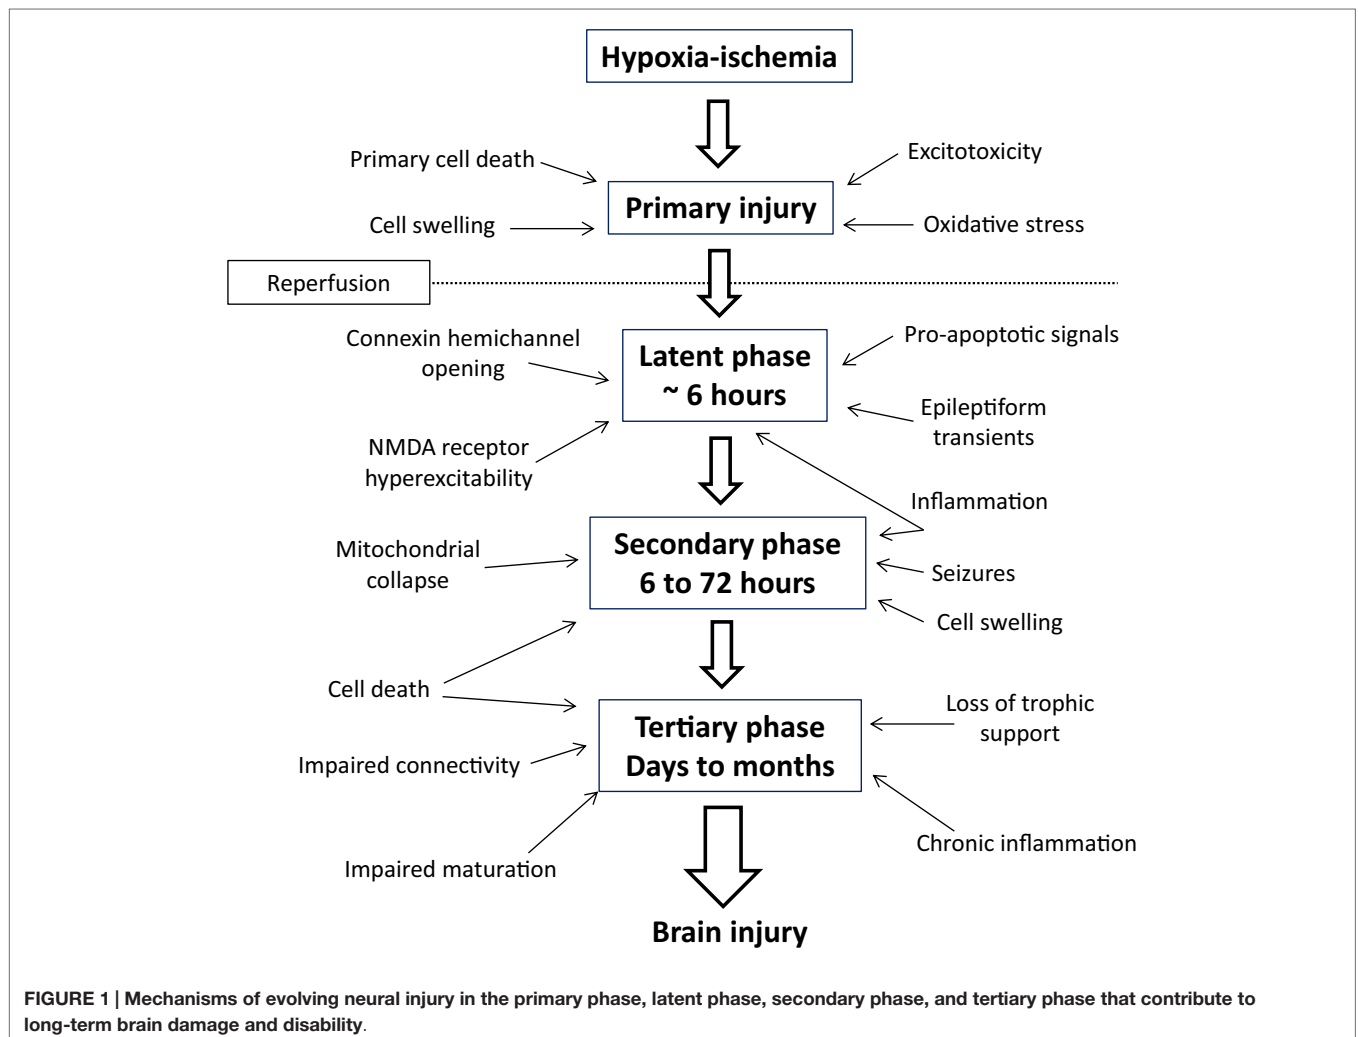 Hypoxia-ischemia
Primary cell death
Excitotoxicity
Primary injury
Cell swelling
Oxidative stress
Reperfusion
Connexin hemichannel
opening
Pro-apoptotic signals
Latent phase
~ 6 hours
Epileptiform
transients
NMDA receptor
hyperexcitability
Inflammation
Secondary phase
6 to 72 hours
Mitochondrial
collapse
Seizures
Cell swelling
Cell death
Loss of trophic
support
Tertiary phase
Days to months
Impaired connectivity
Chronic inflammation
Impaired maturation
Brain injury
FIGURE 1 | Mechanisms of evolving neural injury in the primary phase, latent phase, secondary phase, and tertiary phase that contribute to
long-term brain damage and disability.